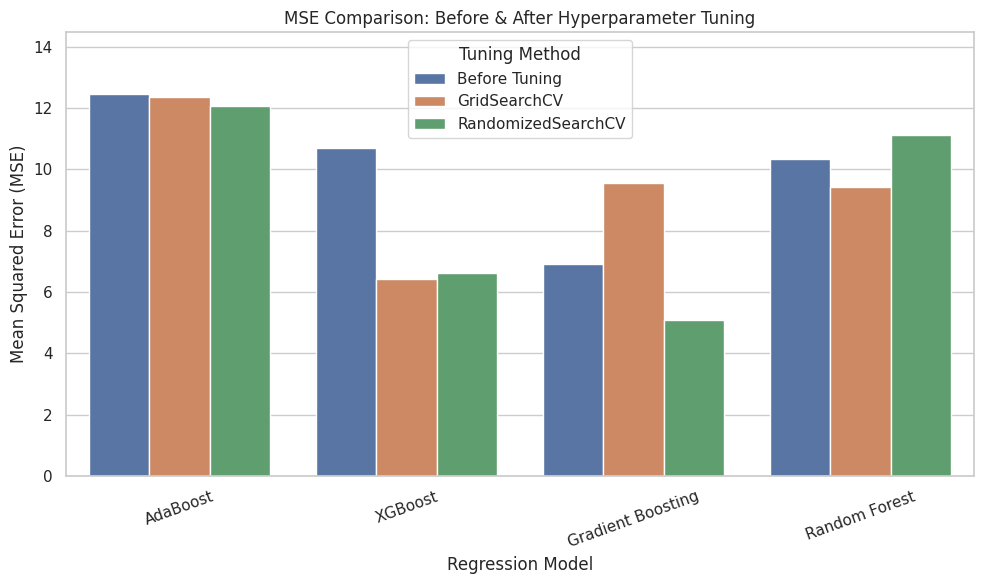 MSE Comparison: Before & After Hyperparameter Tuning
Tuning Method
Before Tuning
GridSearchCV
RandomizedSearchCV
Mean Squared Error (MSE)
14
12
10
8
6
4
2
0
AdaBoost
XGBoost
Gradient Boosting
Random Forest
Regression Model